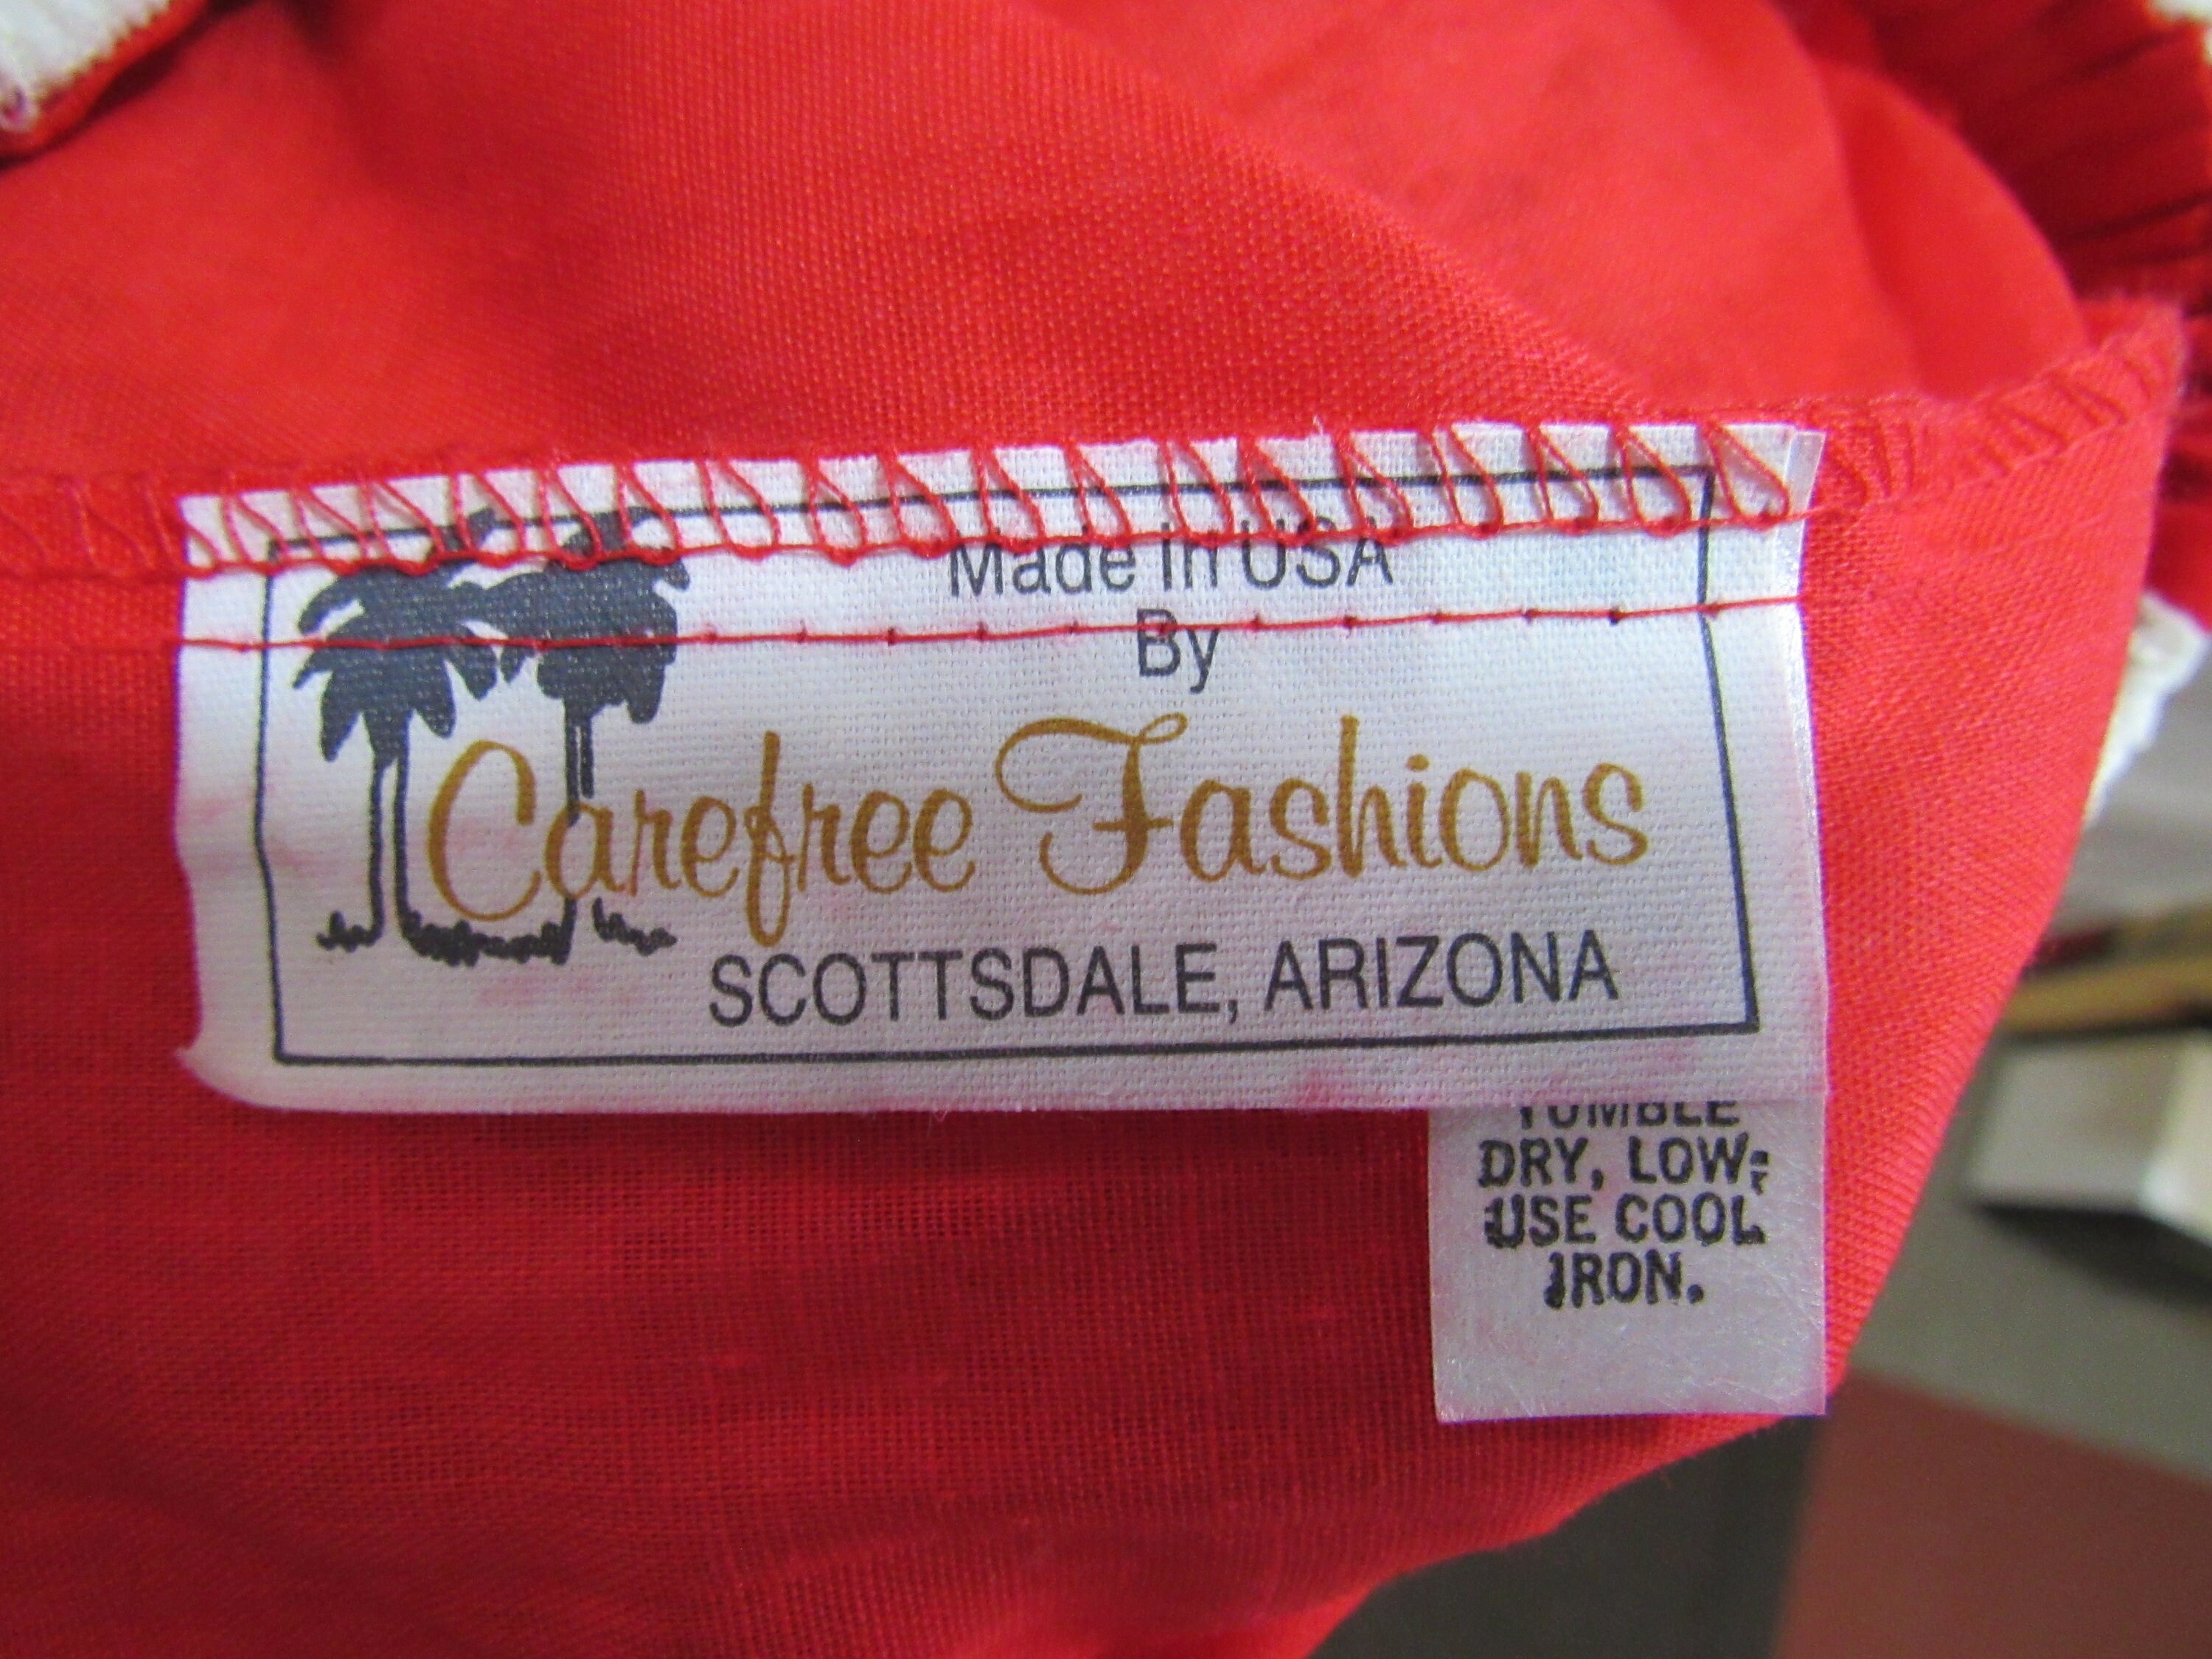 Made in USA
By
Carefree Fashions
SCOTTSDALE, ARIZONA
TUMBLE
DRY, LOW;
USE COOL
IRON.